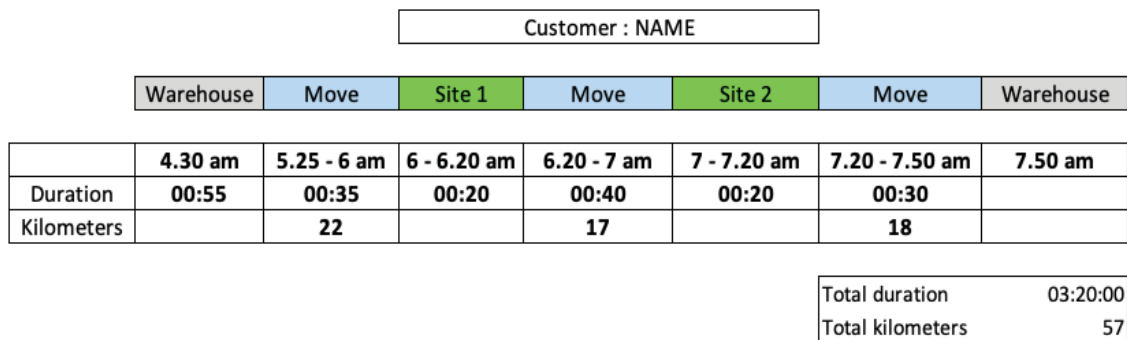 Customer : NAME
Warehouse Move Site 1 Move Site 2 Move Warehouse
4.30 am 5.25 - 6 am 6 - 6.20 am 6.20 - 7 am 7 - 7.20 am 7.20 - 7.50 am 7.50 am
Duration 00:55 00:35 00:20 00:40 00:20 00:30
Kilometers 22 17 18
Total duration 03:20:00
Total kilometers 57